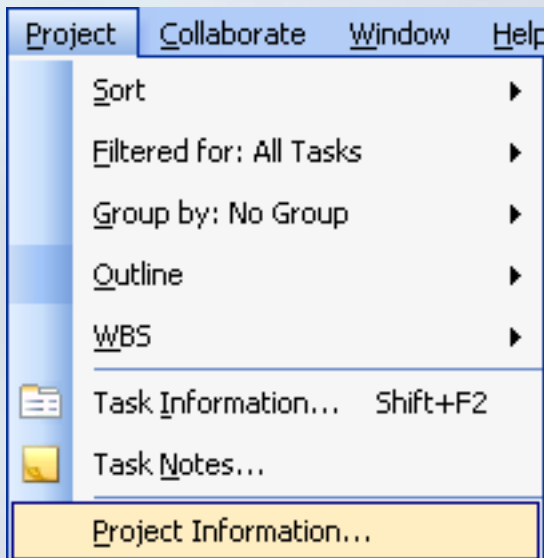 Project Collaborate Window Help
Sort
Filtered for: All Tasks
Group by: No Group
Outline
WBS
Task Information... Shift+F2
Task Notes...
Project Information...